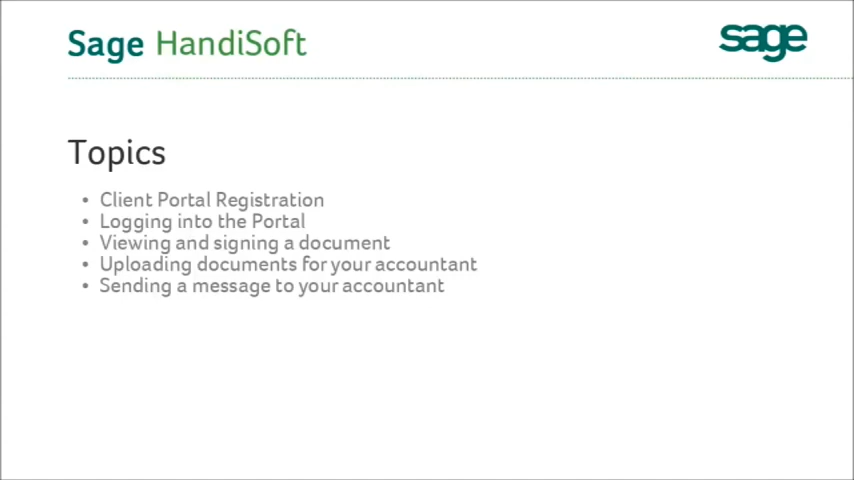 Sage HandiSoft
sage
Topics
• Client Portal Registration
• Logging into the Portal
• Viewing and signing a document
• Uploading documents for your accountant
• Sending a message to your accountant